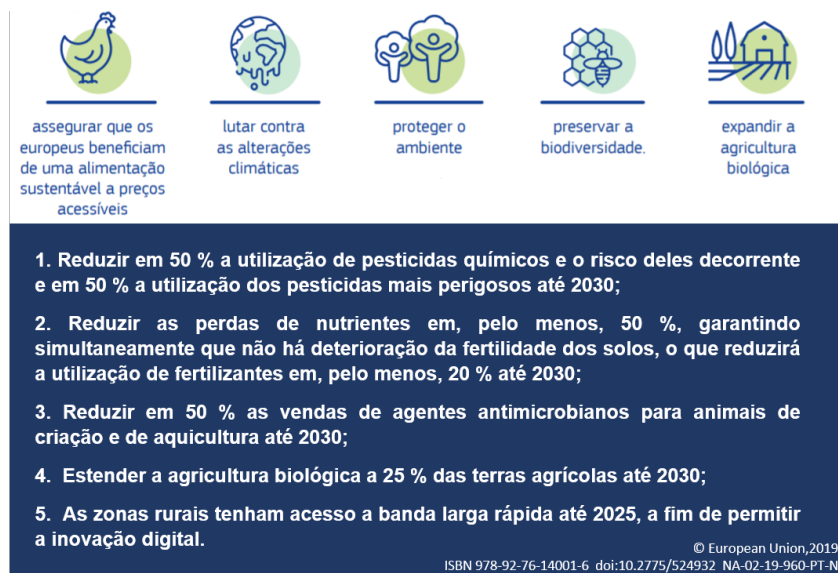 assegurar que os
europeus beneficiam
de uma alimentação
sustentável a preços
acessíveis
lutar contra
as alterações
climáticas
proteger o
ambiente
preservar a
biodiversidade.
expandir a
agricultura
biológica
1. Reduzir em 50 % a utilização de pesticidas químicos e o risco deles decorrente
e em 50 % a utilização dos pesticidas mais perigosos até 2030;
2. Reduzir as perdas de nutrientes em, pelo menos, 50 %, garantindo
simultaneamente que não há deterioração da fertilidade dos solos, o que reduzirá
a utilização de fertilizantes em, pelo menos, 20 % até 2030;
3. Reduzir em 50 % as vendas de agentes antimicrobianos para animais de
criação e de aquicultura até 2030;
4. Estender a agricultura biológica a 25 % das terras agrícolas até 2030;
5. As zonas rurais tenham acesso a banda larga rápida até 2025, a fim de permitir
a inovação digital.
© European Union,2019
ISBN 978-92-76-14001-6 doi:10.2775/524932 NA-02-19-960-PT-N